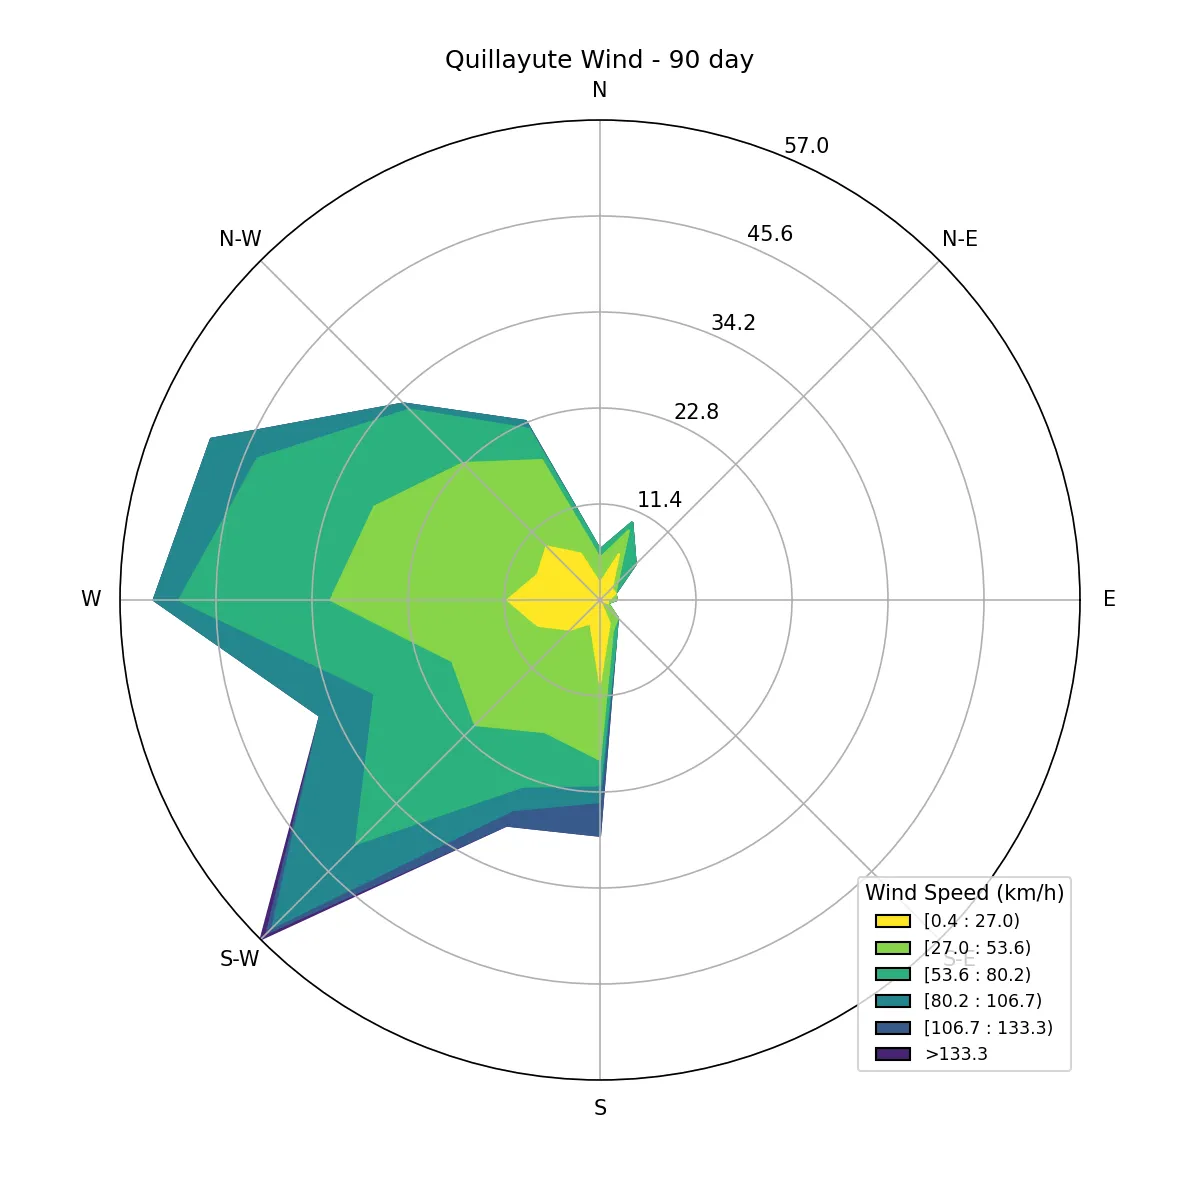 Quillayute Wind - 90 day
N
57.0
45.6
N-W
N-E
34.2
22.8
11.4
W
E
Wind Speed (km/h)
[0.4 : 27.0)
[27.0 : 53.6)
S-W
S-E
[53.6 : 80.2)
[80.2 : 106.7)
[106.7 : 133.3)
>133.3
S